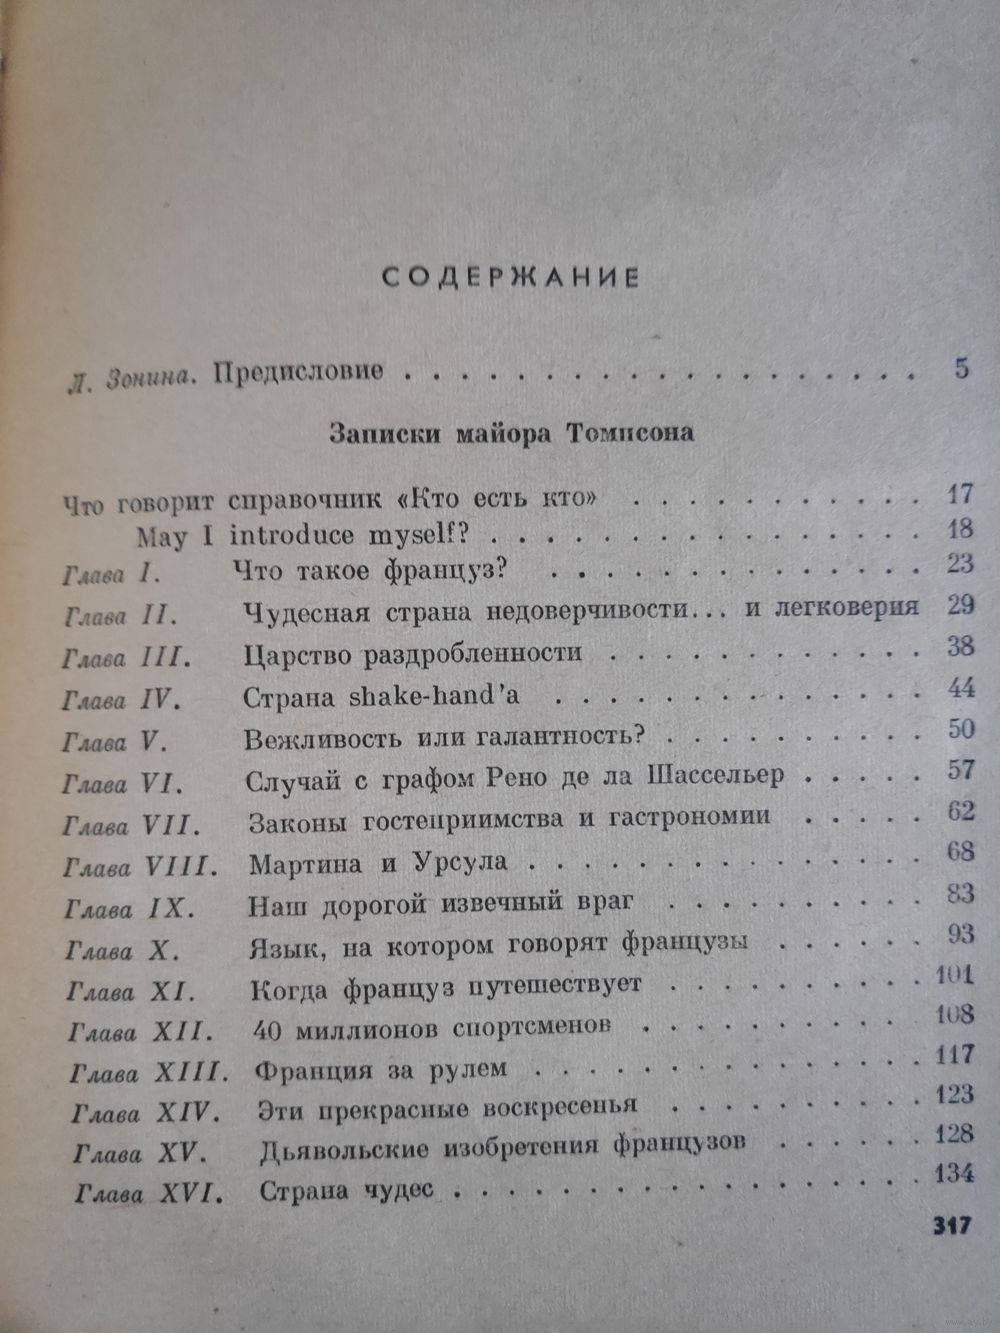 СОДЕРЖАНИЕ
Л. Зонина. Предисловие . . . . . . . . . . . . . . . . . . . 5
Записки майора Томпсона
Что говорит справочник «Кто есть кто» . . . . . . . . . . . 17
May I introduce myself? . . . . . . . . . . . . . . . . 18
Глава I. Что такое француз? . . . . . . . . . . . . . . 23
Глава II. Чудесная страна недоверчивости... и легковерия 29
Глава III. Царство раздробленности . . . . . . . . . . . . 38
Глава IV. Страна shake-hand'а . . . . . . . . . . . . . . 44
Глава V. Вежливость или галантность? . . . . . . . . . . 50
Глава VI. Случай с графом Рено де ла Шассельер . . . . . 57
Глава VII. Законы гостеприимства и гастрономии . . . . . 62
Глава VIII. Мартина и Урсула . . . . . . . . . . . . . . . 68
Глава IX. Наш дорогой извечный враг . . . . . . . . . . 83
Глава X. Язык, на котором говорят французы . . . . . . 93
Глава XI. Когда француз путешествует . . . . . . . . . . 101
Глава XII. 40 миллионов спортсменов . . . . . . . . . . 108
Глава XIII. Франция за рулем . . . . . . . . . . . . . . . 117
Глава XIV. Эти прекрасные воскресенья . . . . . . . . . . 123
Глава XV. Дьявольские изобретения французов . . . . . . 128
Глава XVI. Страна чудес . . . . . . . . . . . . . . . . . . 134
317